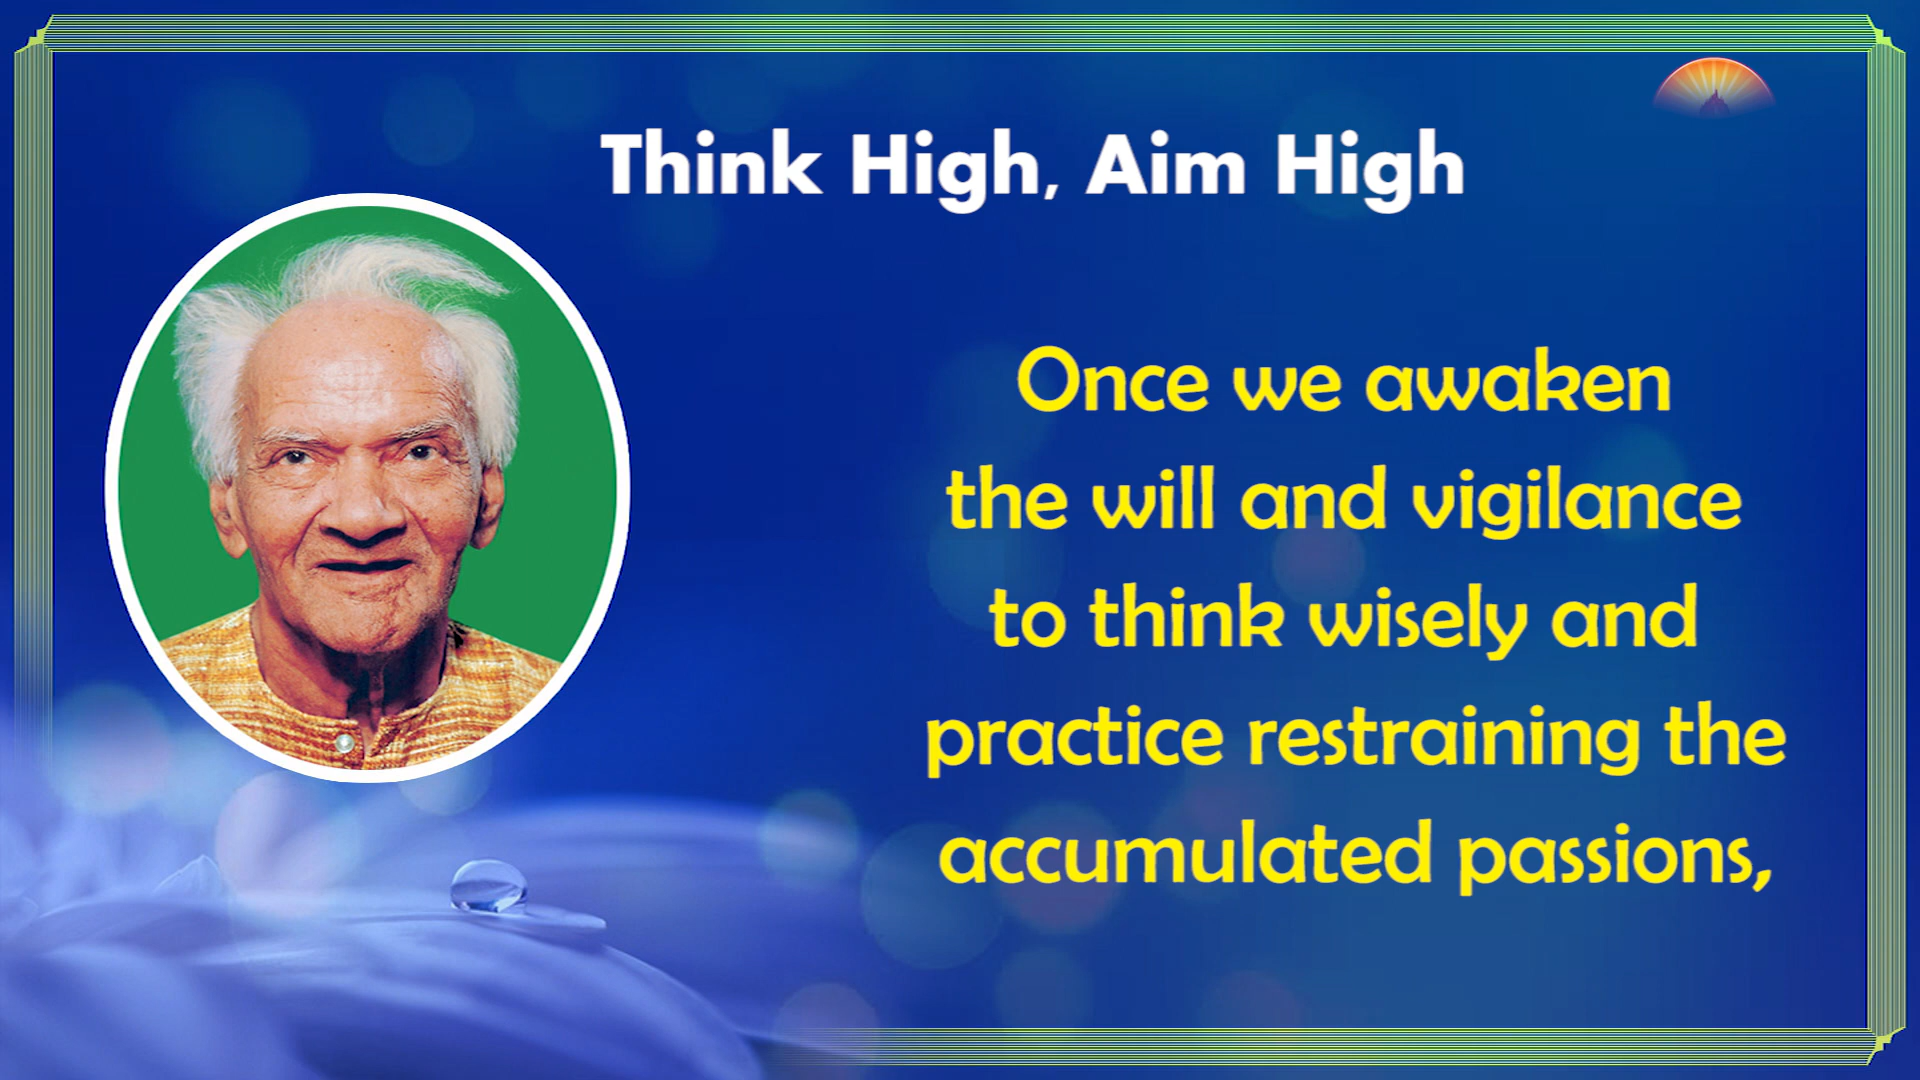 Think High, Aim High
Once we awaken
the will and vigilance
to think wisely and
practice restraining the
accumulated passions,